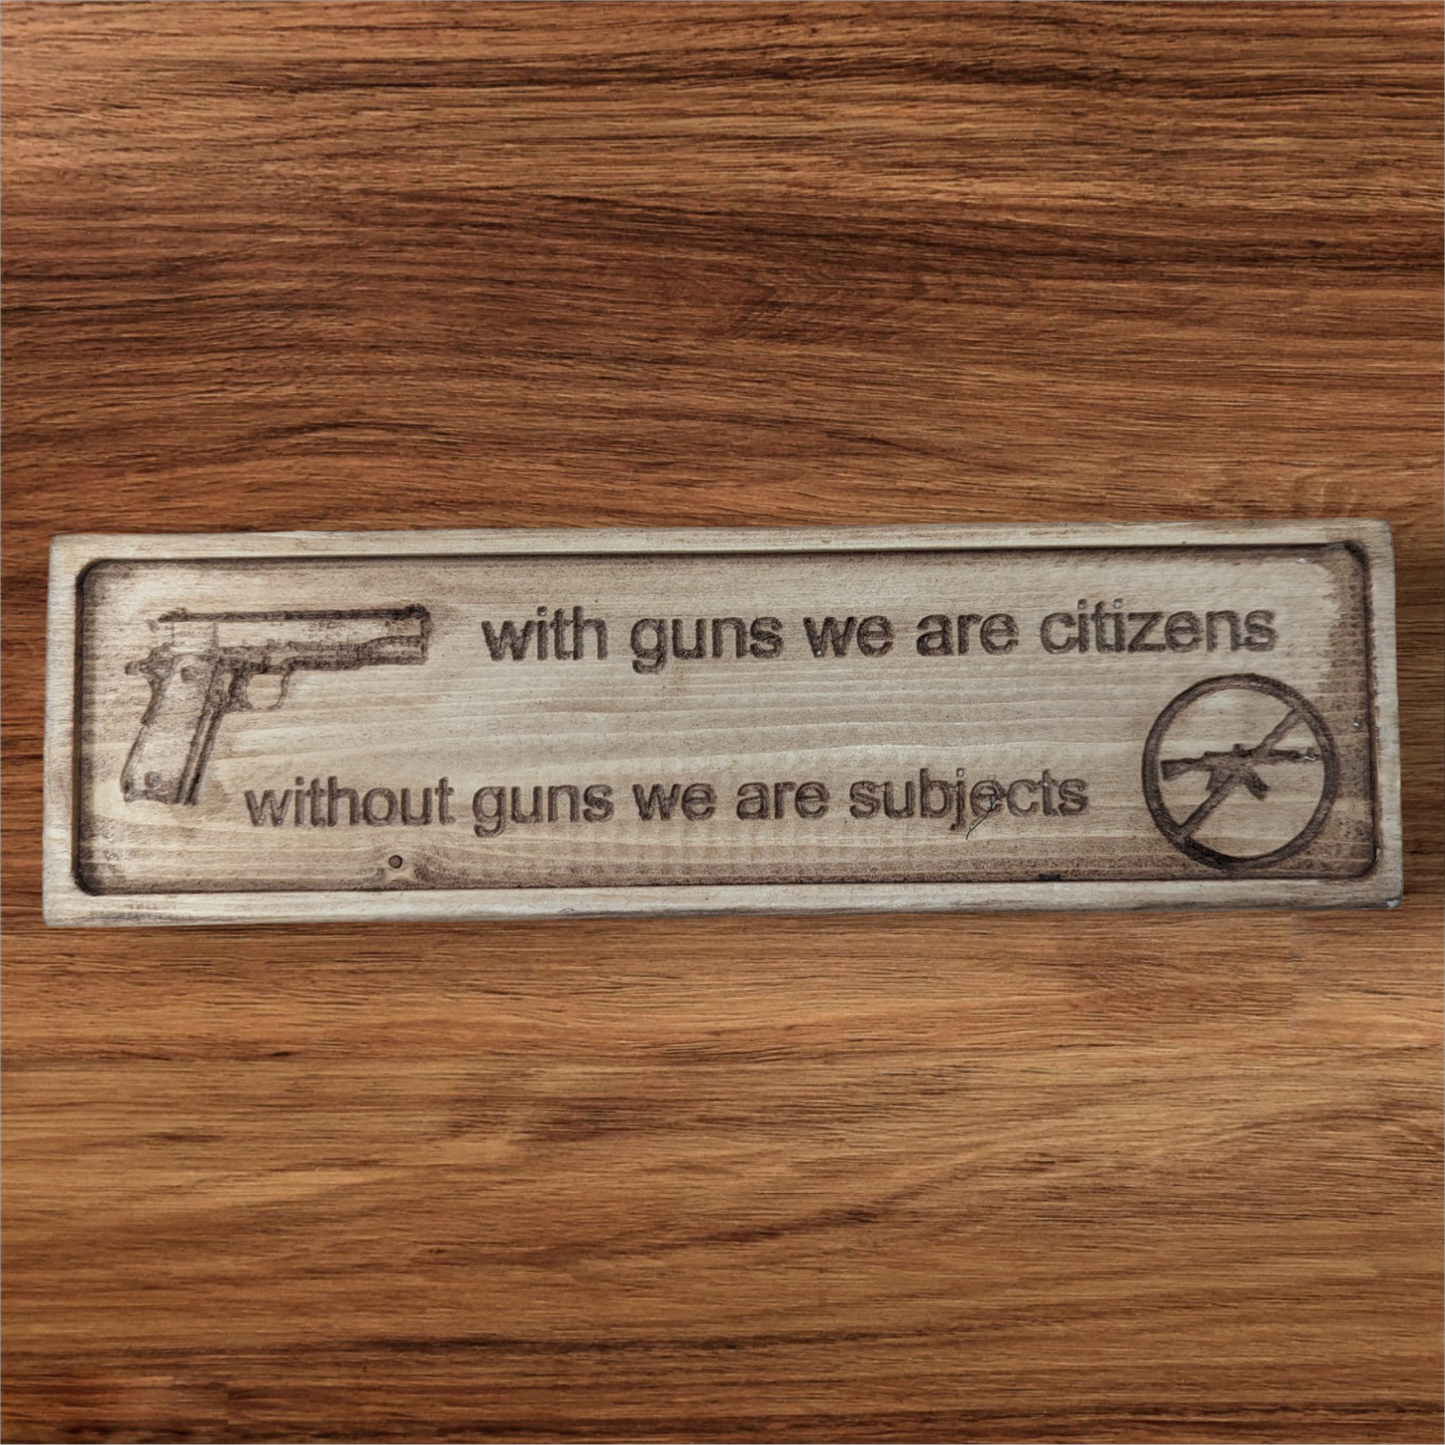 with guns we are citizens
without guns we are subjects